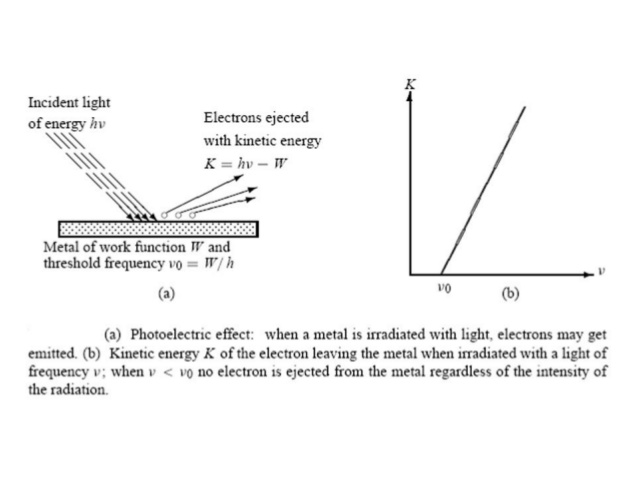 Incident light
of energy hν
Electrons ejected
with kinetic energy
K = hν − W
Metal of work function W and
threshold frequency ν0 = W/h
(a)
K
ν
ν0
(b)
(a) Photoelectric effect: when a metal is irradiated with light, electrons may get
emitted. (b) Kinetic energy K of the electron leaving the metal when irradiated with a light of
frequency ν; when ν < ν0 no electron is ejected from the metal regardless of the intensity of
the radiation.